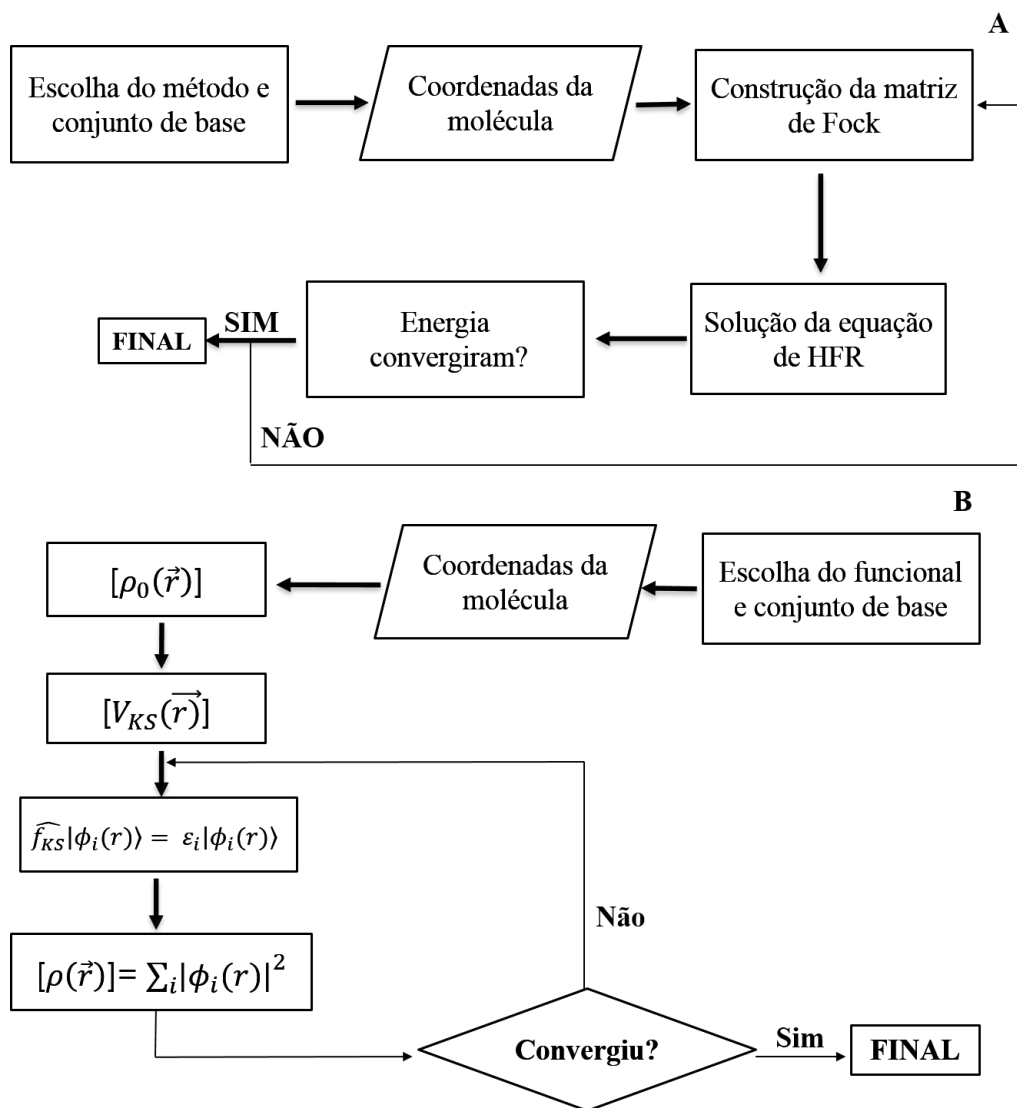 A
Escolha do método e
conjunto de base
Coordenadas da
molécula
Construção da matriz
de Fock
Solução da equação
de HFR
Energia
convergiram?
SIM
FINAL
NÃO
B
Escolha do funcional
e conjunto de base
Coordenadas da
molécula
[ρ₀(r⃗)]
[V_KS(r)⃗]
f̂_KS|ϕᵢ(r)⟩ = εᵢ|ϕᵢ(r)⟩
[ρ(r⃗)]= ∑ᵢ|ϕᵢ(r)|²
Não
Convergiu?
Sim
FINAL